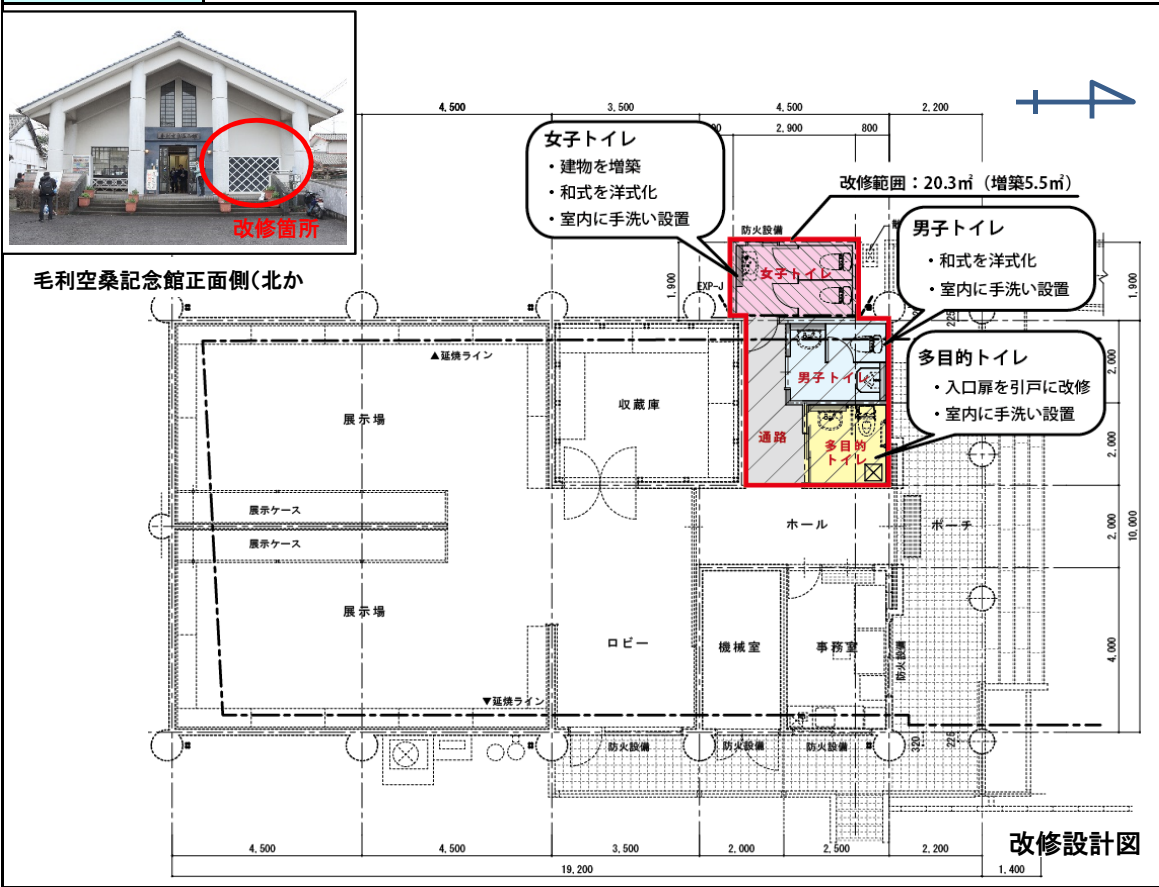 改修箇所
毛利空桑記念館正面側(北か
4,500
3,500
4,500
2,200
2,900
800
女子トイレ
・建物を増築
・和式を洋式化
・室内に手洗い設置
改修範囲：20.3㎡（増築5.5㎡）
男子トイレ
・和式を洋式化
・室内に手洗い設置
多目的トイレ
・入口扉を引戸に改修
・室内に手洗い設置
防火設備
女子トイレ
EXP-J
1,900
1,900
男子トイレ
通路
多目的
トイレ
225
2,000
2,000
2,000
10,000
4,000
▲延焼ライン
展示場
収蔵庫
展示ケース
展示ケース
ホール
ポーチ
展示場
ロビー
機械室
事務室
防火設備
▼延焼ライン
防火設備
防火設備
防火設備
320
225
4,500
4,500
3,500
2,000
2,500
2,200
19,200
1,400
改修設計図